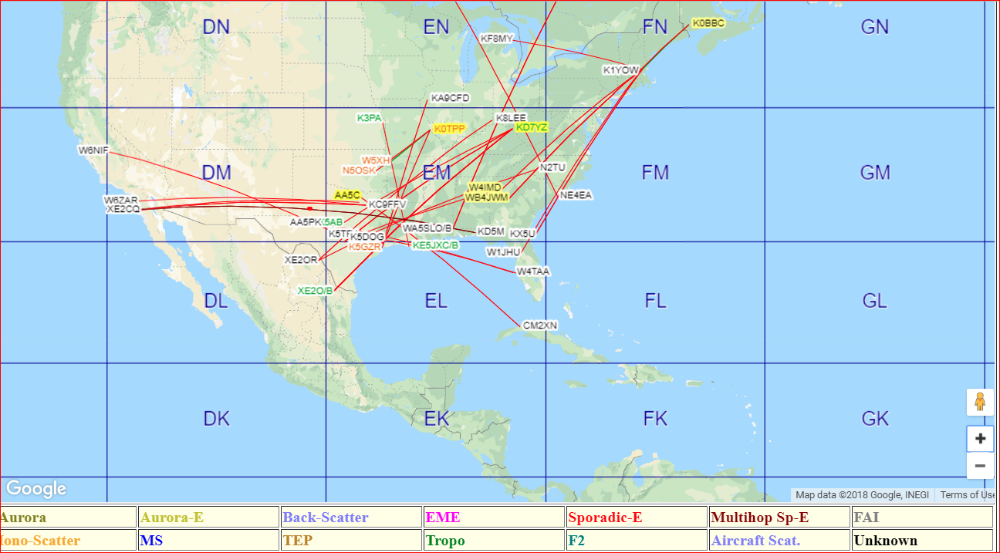 DN
EN
FN
GN
K0BBC
KF8MY
K1YOW
KA9CFD
K3PA
K8LEE
K0TPP
KD7YZ
W6NIF
W5XH
N5OSK
N2TU
DM
EM
FM
GM
W4IMD
AA5C
WB4JWM
NE4EA
W6ZAR
KC9FFV
XE2CQ
AA5PK
WA5SLO/B
KD5M
KX5U
K5DOG
K5GZR
KE5JXC/B
W1JHU
XE2OR
W4TAA
XE2O/B
DL
EL
FL
GL
CM2XN
DK
EK
FK
GK
+
−
Google
Map data ©2018 Google, INEGI
Terms of Use
Aurora
Aurora-E
Back-Scatter
EME
Sporadic-E
Multihop Sp-E
FAI
Iono-Scatter
MS
TEP
Tropo
F2
Aircraft Scat.
Unknown